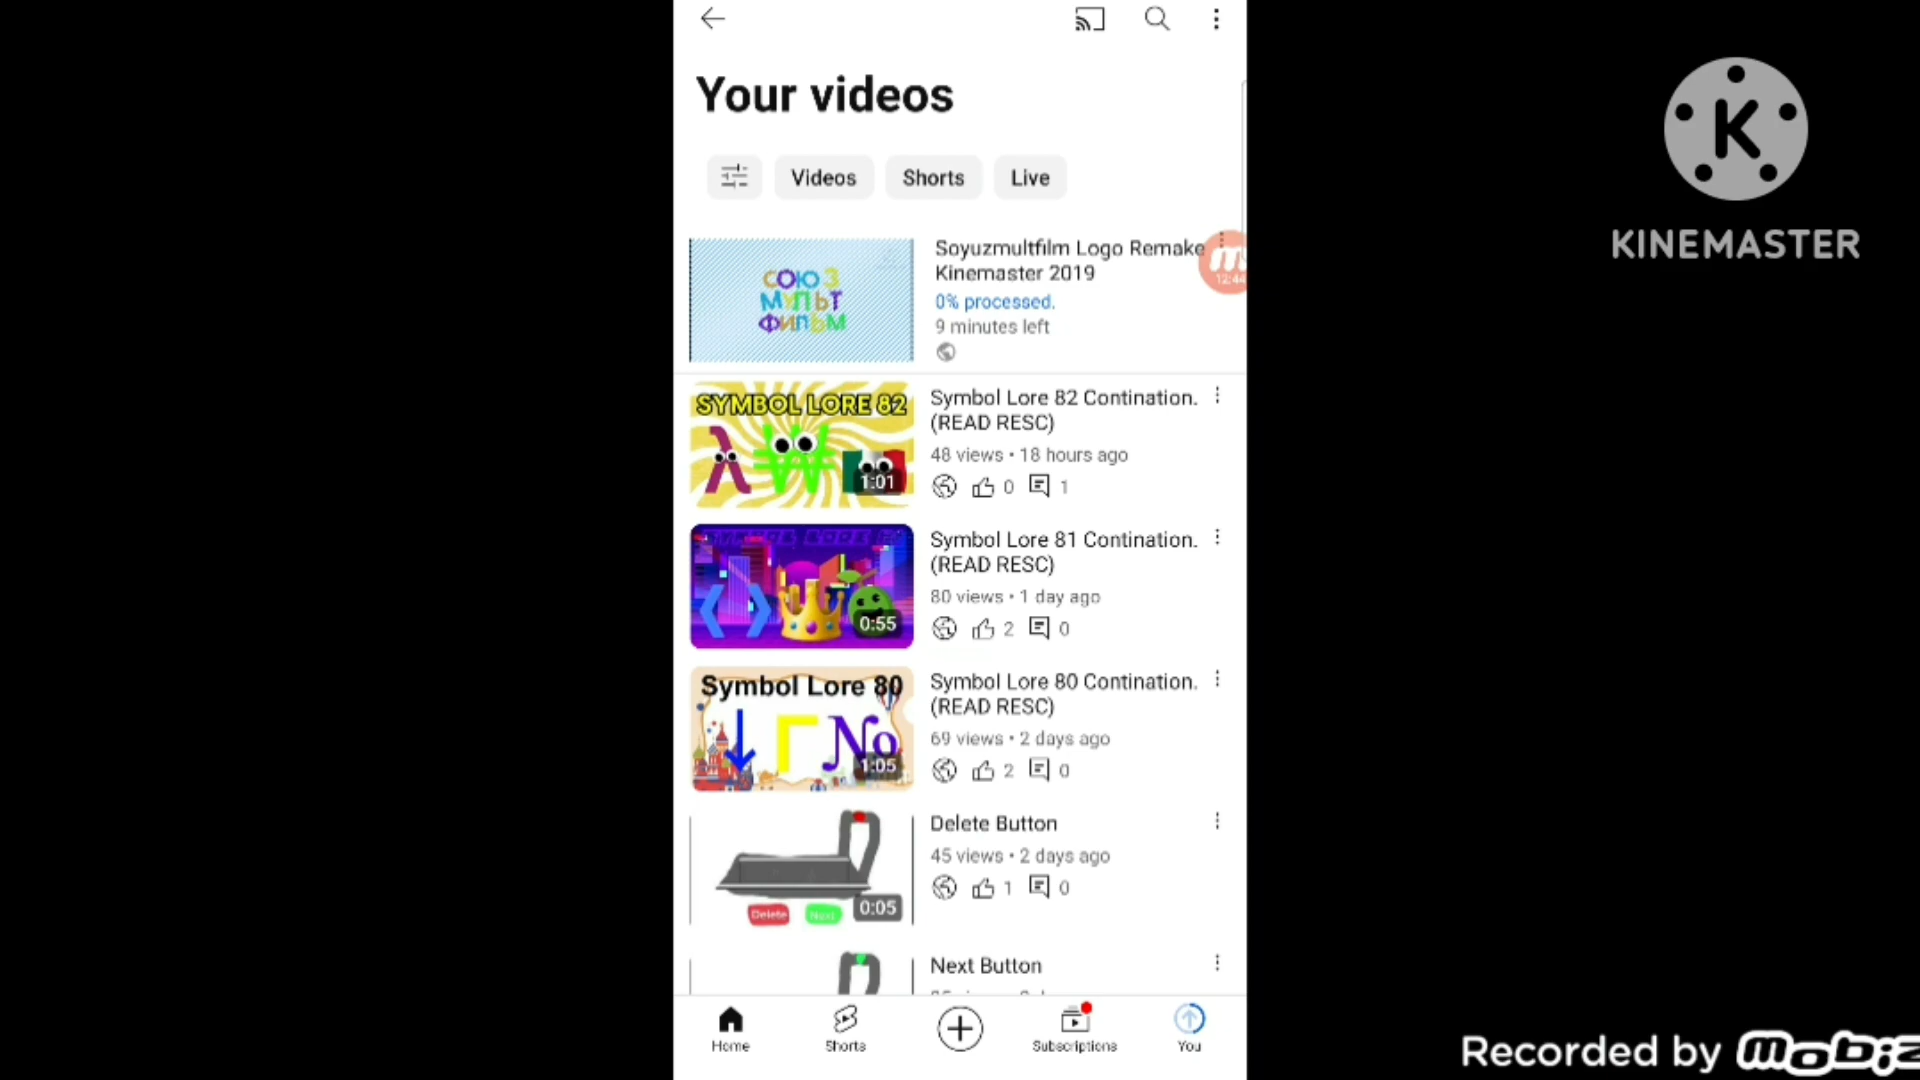 Your videos
Videos
Shorts
Live
СОЮЗ
МУЛЬТ
ФИЛЬМ
Soyuzmultfilm Logo Remake
Kinemaster 2019
0% processed.
9 minutes left
12:44
K
KINEMASTER
SYMBOL LORE 82
λ
₩
1:01
Symbol Lore 82 Contination.
(READ RESC)
48 views • 18 hours ago
0
1
0:55
Symbol Lore 81 Contination.
(READ RESC)
80 views • 1 day ago
2
0
Symbol Lore 80
↓ Г No
1:05
Symbol Lore 80 Contination.
(READ RESC)
69 views • 2 days ago
2
0
Delete
Next
0:05
Delete Button
45 views • 2 days ago
1
0
Next Button
Home
Shorts
Subscriptions
You
Recorded by